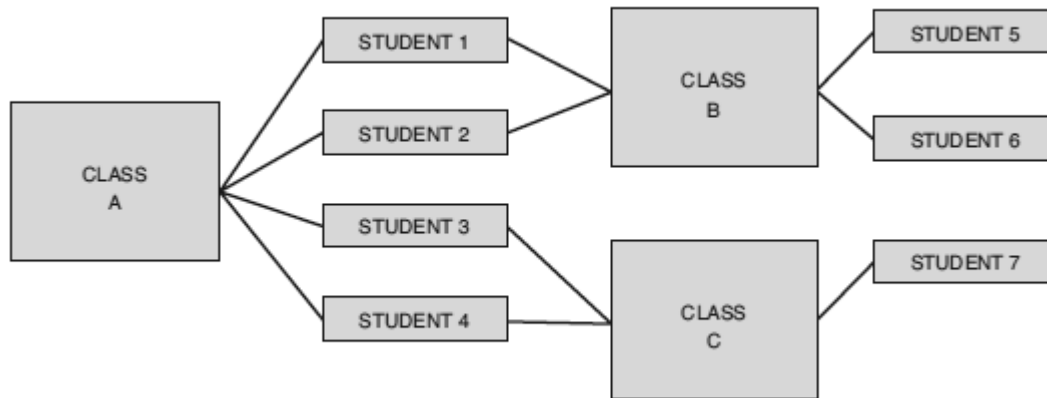 STUDENT 1
STUDENT 2
STUDENT 3
STUDENT 4
CLASS
A
CLASS
B
CLASS
C
STUDENT 5
STUDENT 6
STUDENT 7